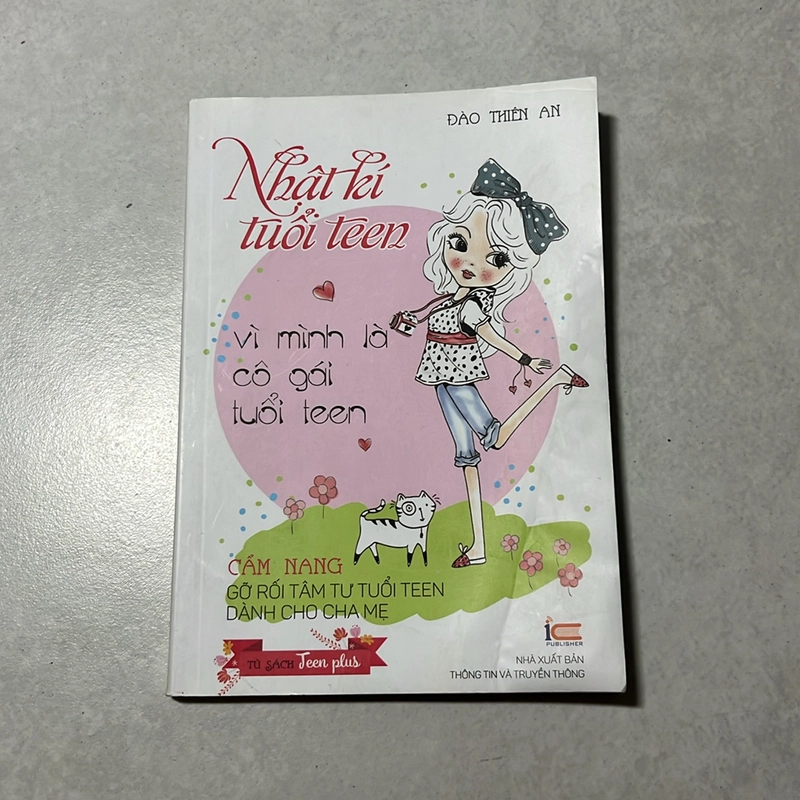 ĐÀO THIÊN AN
Nhật kí
tuổi teen
vì mình là
cô gái
tuổi teen
CẨM NANG
GỠ RỐI TÂM TƯ TUỔI TEEN
DÀNH CHO CHA MẸ
TỦ SÁCH Teen plus
ic
PUBLISHER
NHÀ XUẤT BẢN
THÔNG TIN VÀ TRUYỀN THÔNG